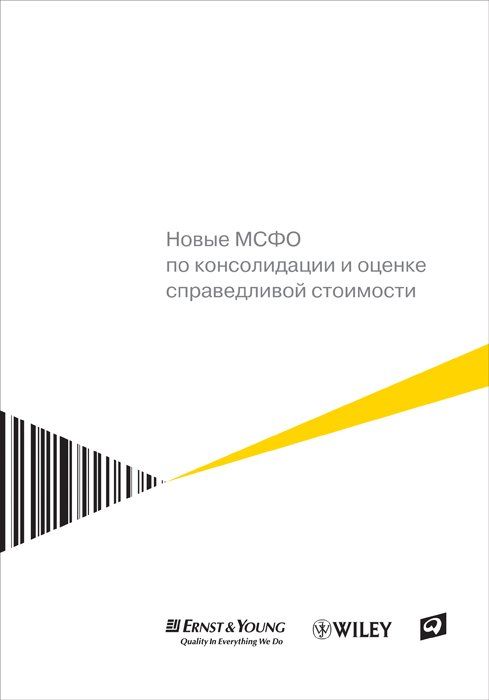 Новые МСФО
по консолидации и оценке
справедливой стоимости
ERNST & YOUNG
Quality In Everything We Do
WILEY